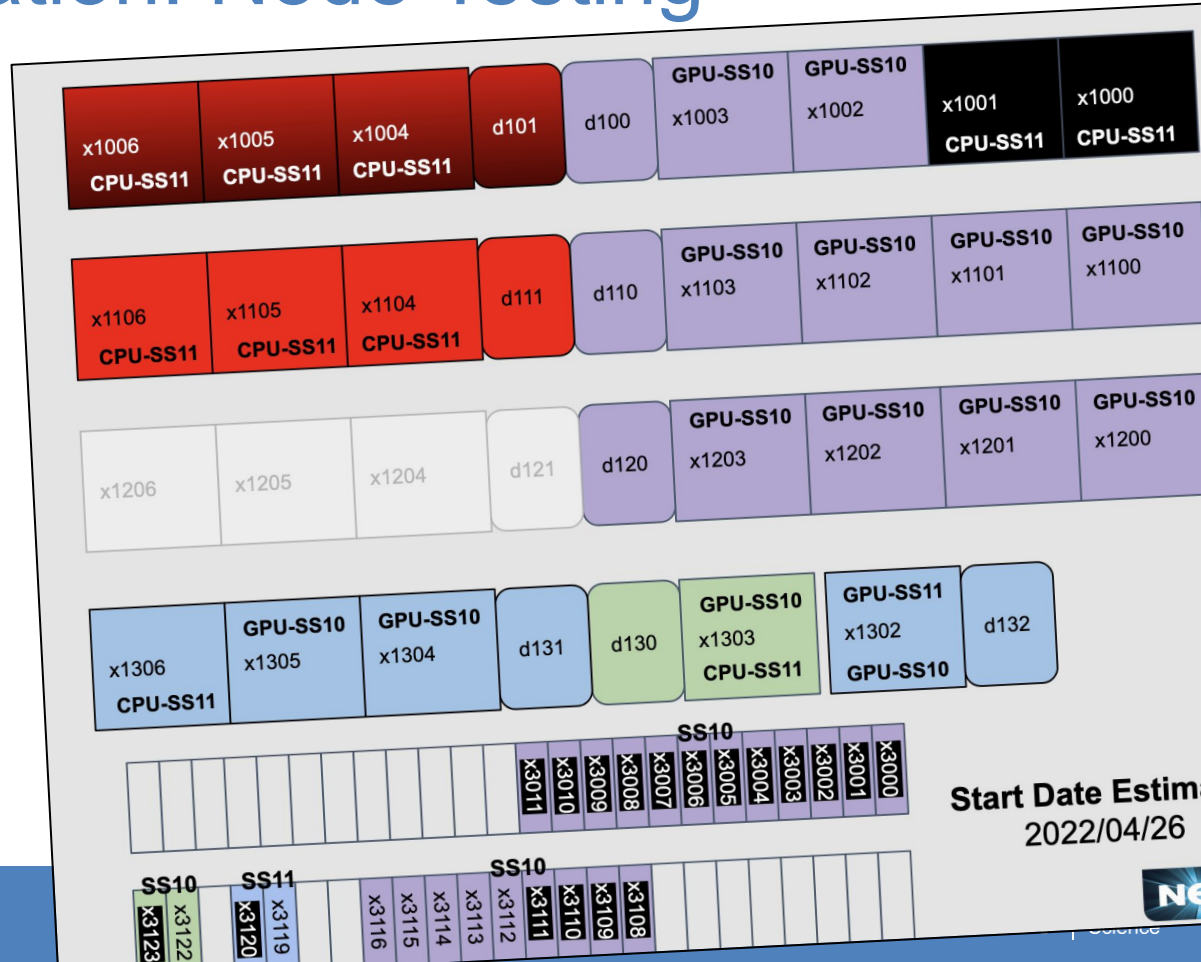 Node Testing
GPU-SS10 GPU-SS10
x1006 x1005 x1004 d101 d100 x1003 x1002 x1001 x1000
CPU-SS11 CPU-SS11 CPU-SS11 CPU-SS11 CPU-SS11
GPU-SS10 GPU-SS10 GPU-SS10 GPU-SS10
x1106 x1105 x1104 d111 d110 x1103 x1102 x1101 x1100
CPU-SS11 CPU-SS11 CPU-SS11
GPU-SS10 GPU-SS10 GPU-SS10 GPU-SS10
x1206 x1205 x1204 d121 d120 x1203 x1202 x1201 x1200
GPU-SS10 GPU-SS10 GPU-SS10 GPU-SS11
x1306 x1305 x1304 d131 d130 x1303 x1302 d132
CPU-SS11 CPU-SS11 GPU-SS10
SS10
x3011 x3010 x3009 x3008 x3007 x3006 x3005 x3004 x3003 x3002 x3001 x3000
Start Date
2022/04/26
SS10 SS11 SS10
x3123 x3122 x3120 x3119 x3116 x3115 x3114 x3113 x3112 x3111 x3110 x3109 x3108